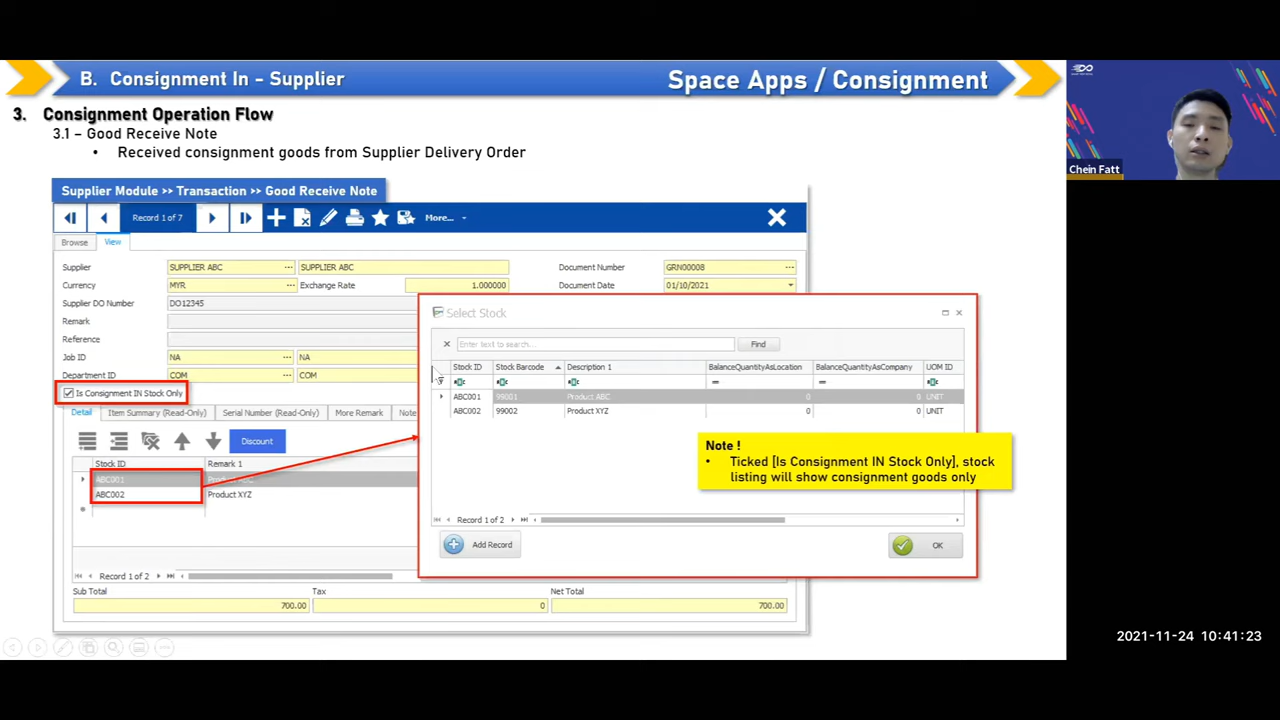 B. Consignment In - Supplier
Space Apps / Consignment
3. Consignment Operation Flow
3.1 – Good Receive Note
• Received consignment goods from Supplier Delivery Order
Supplier Module >> Transaction >> Good Receive Note
Record 1 of 7
More...
Browse
View
Supplier SUPPLIER ABC SUPPLIER ABC Document Number GRN00008
Currency MYR Exchange Rate 1.000000 Document Date 01/10/2021
Supplier DO Number DO12345
Remark
Reference
Job ID NA NA
Department ID COM COM
Is Consignment IN Stock Only
Detail Item Summary (Read-Only) Serial Number (Read-Only) More Remark Note
Discount
Stock ID Remark 1
ABC001
ABC002 Product XYZ
Record 1 of 2
Sub Total Tax Net Total
700.00 0 700.00
Select Stock
Enter text to search...
Find
Stock ID Stock Barcode Description 1 BalanceQuantityAsLocation BalanceQuantityAsCompany UOM ID
ABC001 99001 Product ABC 0 0 UNIT
ABC002 99002 Product XYZ 0 0 UNIT
Note !
• Ticked [Is Consignment IN Stock Only], stock
listing will show consignment goods only
Record 1 of 2
Add Record
OK
Chein Fatt
2021-11-24 10:41:23